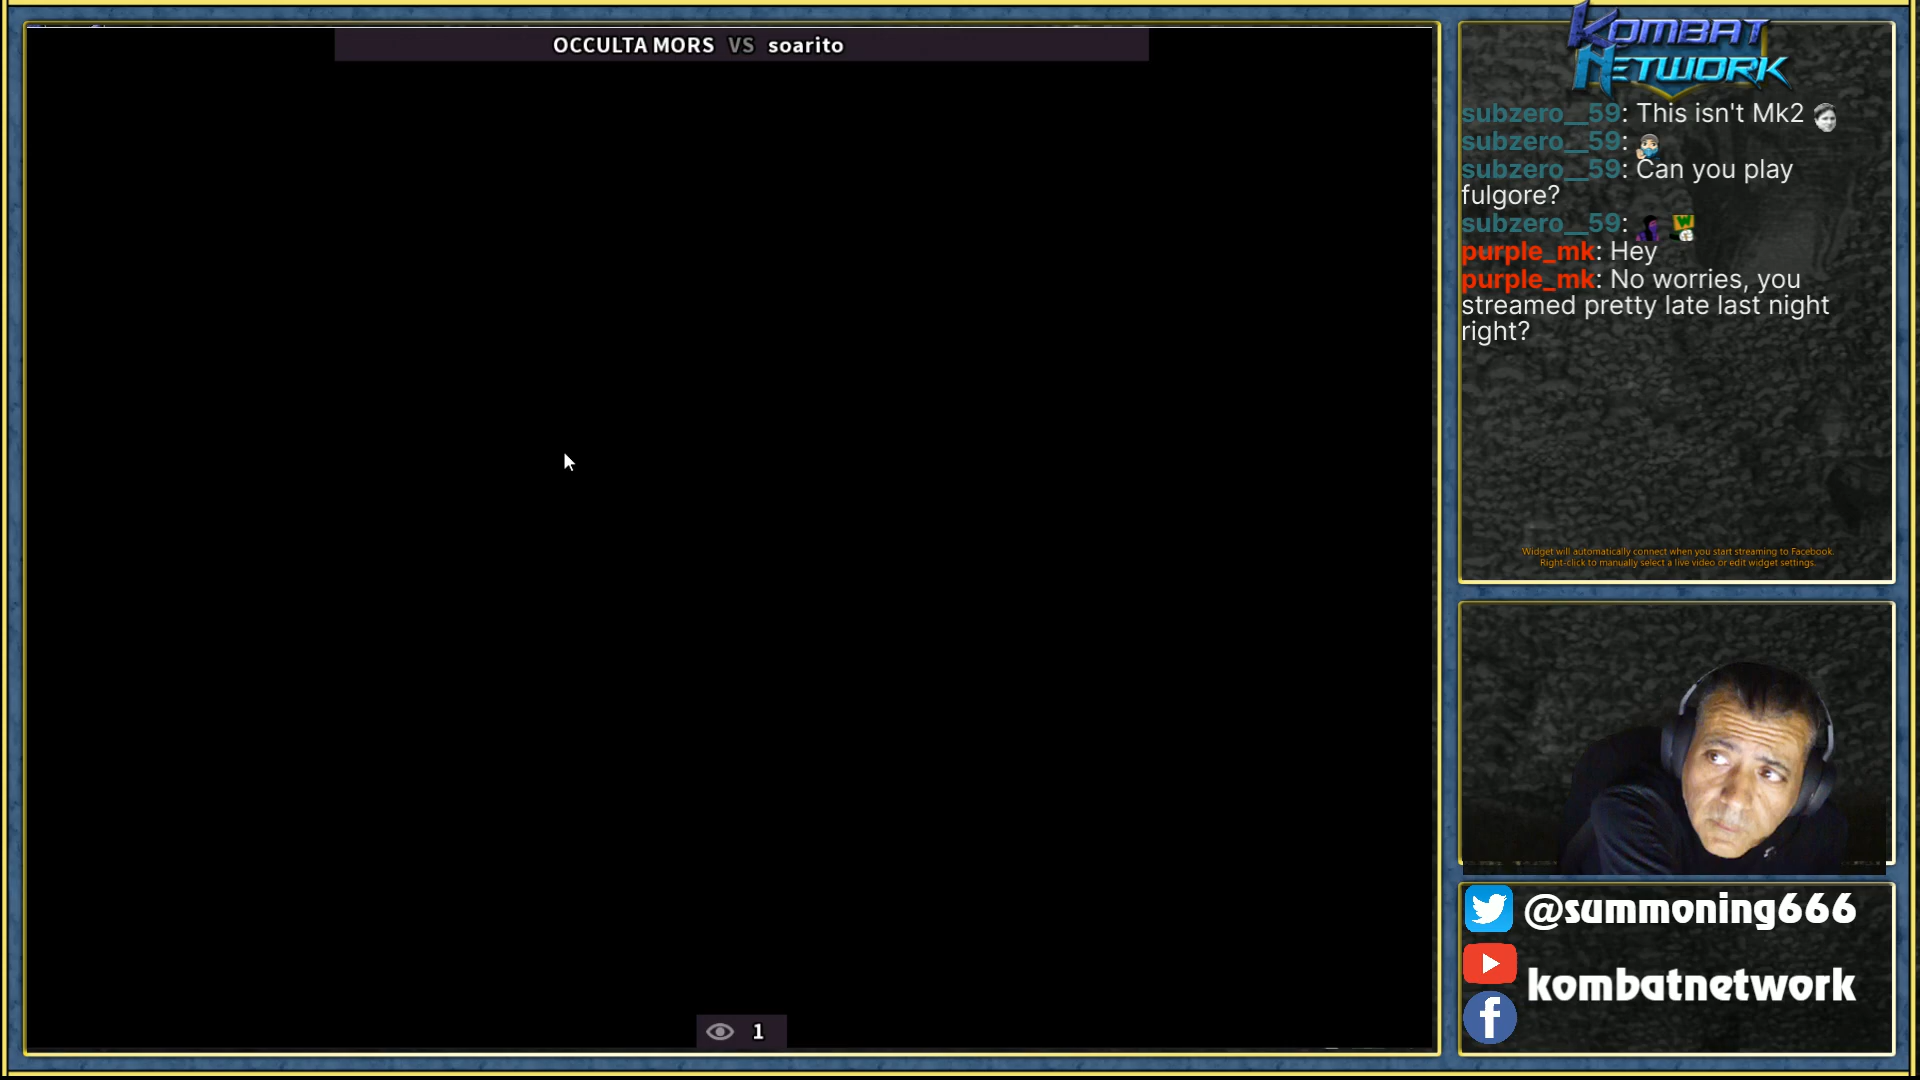 OCCULTA MORS VS soarito
KOMBAT
NETWORK
subzero__59: This isn't Mk2
subzero__59:
subzero__59: Can you play
fulgore?
subzero__59:
purple_mk: Hey
purple_mk: No worries, you
streamed pretty late last night
right?
Widget will automatically connect when you start streaming to Facebook.
Right-click to manually select a live video or edit widget settings.
@summoning666
kombatnetwork
1